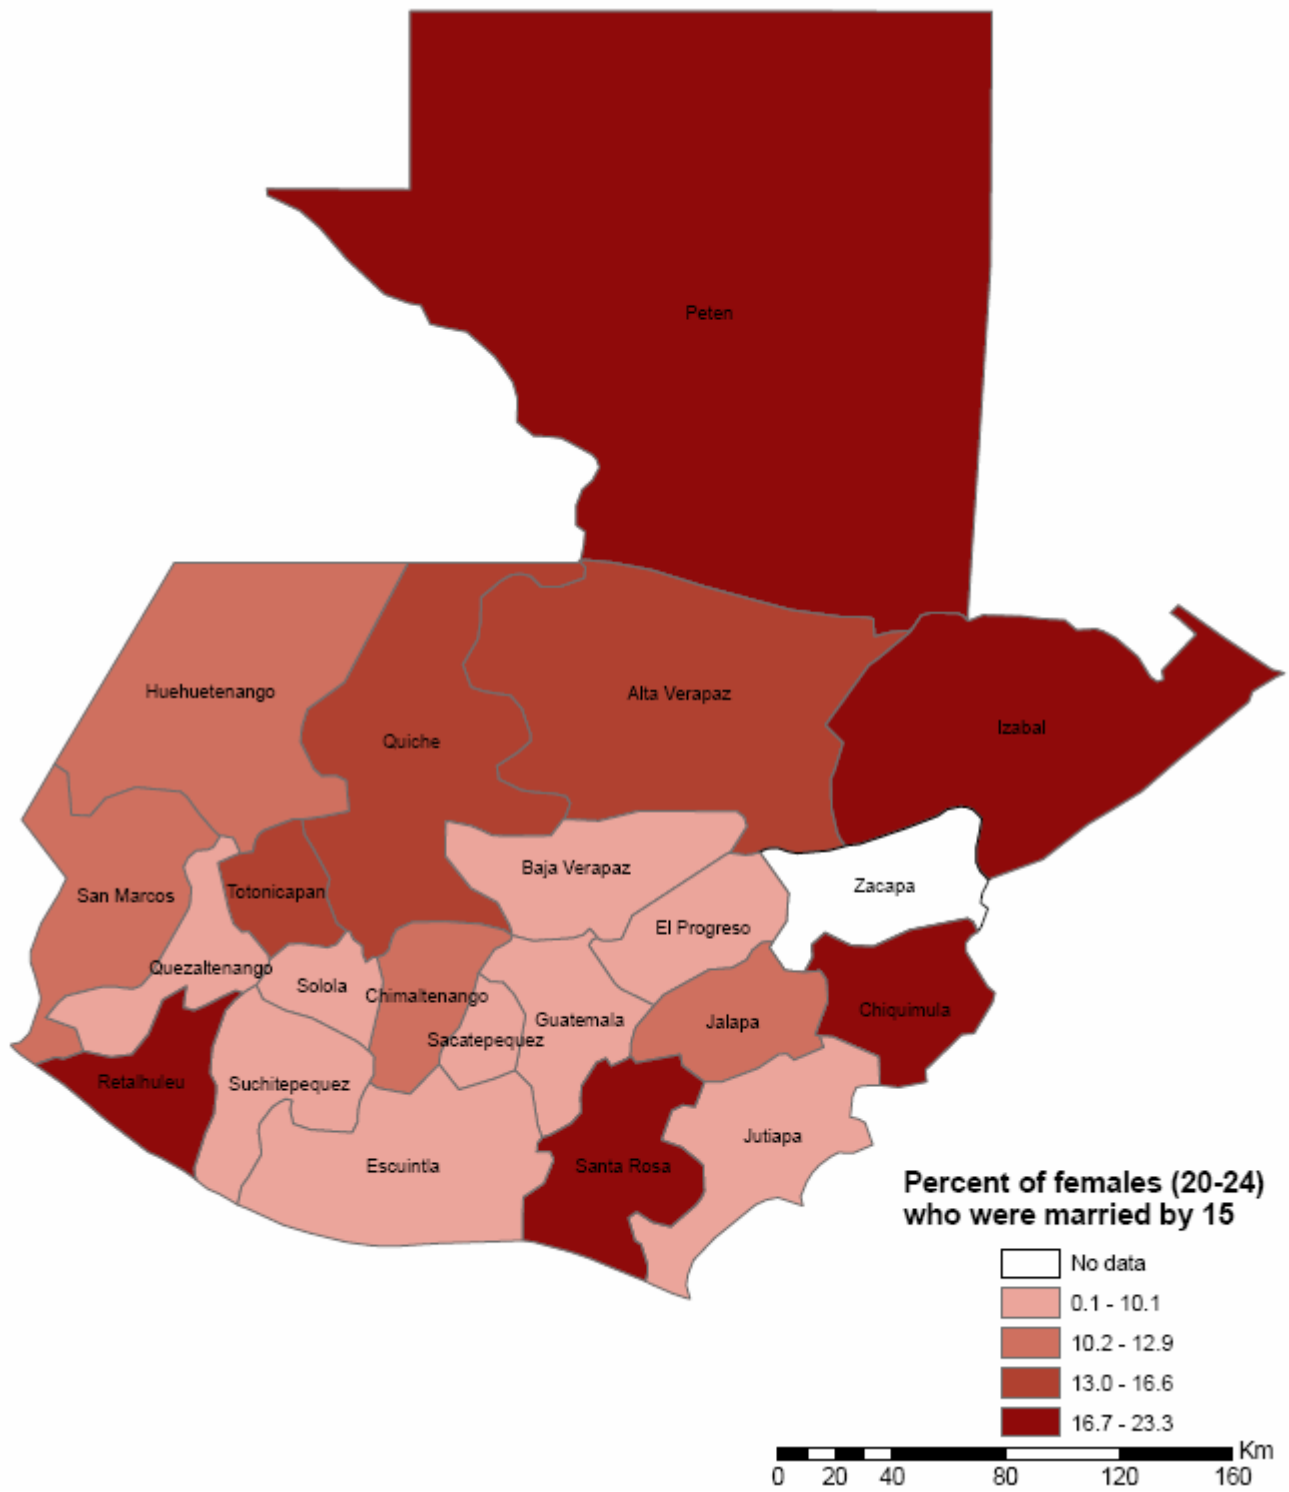 Peten
Huehuetenango
Alta Verapaz
Izabal
Quiche
Baja Verapaz
Zacapa
Totonicapan
San Marcos
El Progreso
Quezaltenango
Solola
Chimaltenango
Chiquimula
Guatemala
Jalapa
Sacatepequez
Retalhuleu
Suchitepequez
Jutiapa
Escuintla
Santa Rosa
Percent of females (20-24)
who were married by 15
No data
0.1 - 10.1
10.2 - 12.9
13.0 - 16.6
16.7 - 23.3
Km
0 20 40 80 120 160